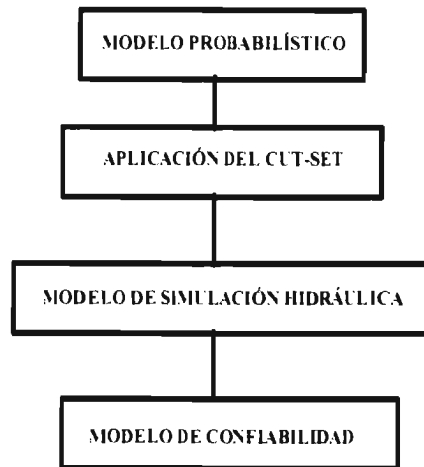 MODELO PROBABILÍSTICO
APLICACIÓN DEL CUT-SET
MODELO DE SIMULACIÓN HIDRÁULICA
MODELO DE CONFIABILIDAD